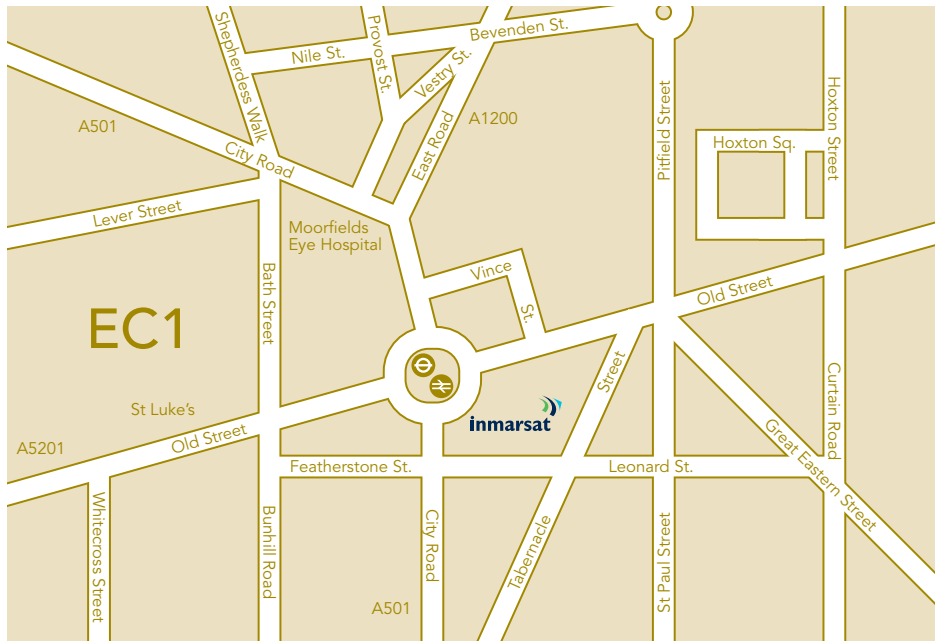 Shepherdess Walk
Provost St.
Bevenden St.
Nile St.
Vestry St.
A501
City Road
East Road
A1200
Pitfield Street
Hoxton Sq.
Hoxton Street
Lever Street
Moorfields
Eye Hospital
Bath Street
Vince
St.
Old Street
EC1
St Luke's
A5201
Old Street
inmarsat
Street
Curtain Road
Featherstone St.
Leonard St.
Great Eastern Street
Whitecross Street
Bunhill Road
City Road
Tabernacle
St Paul Street
A501